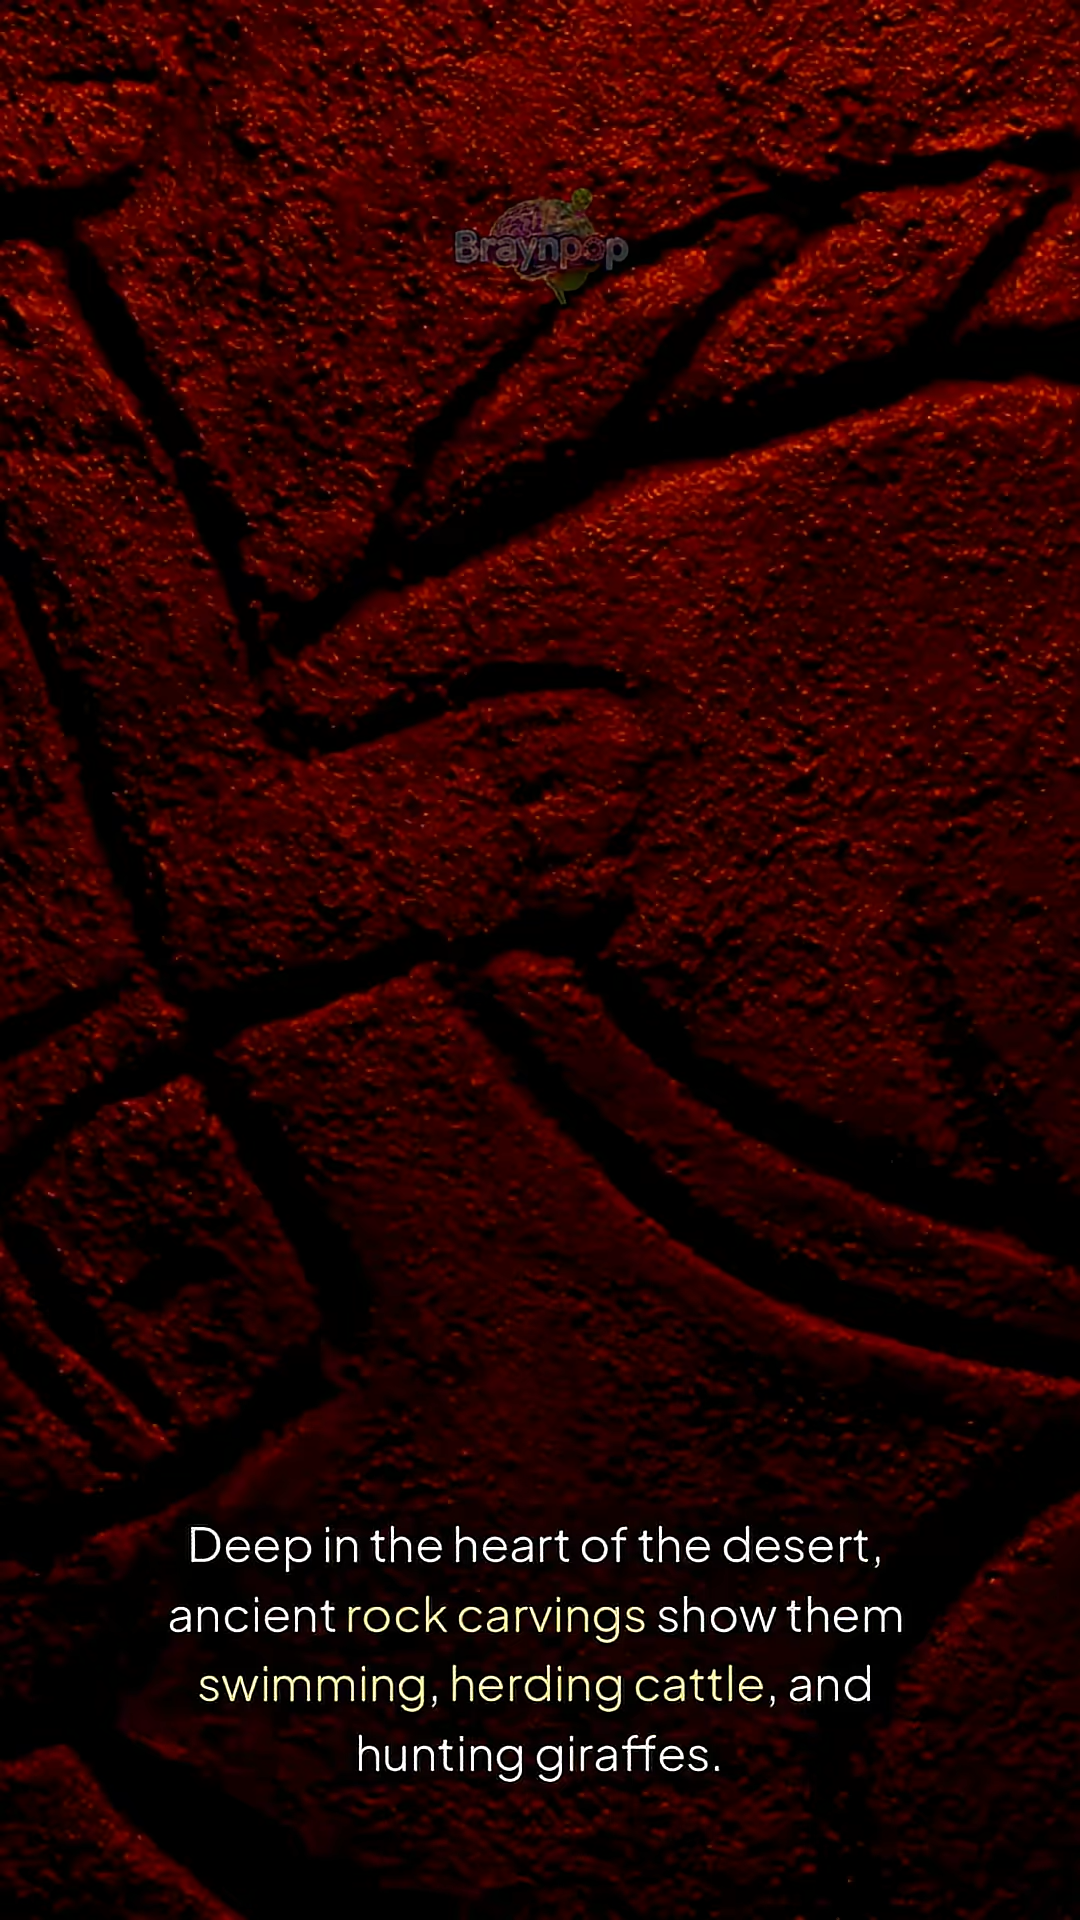 Braynpop
Deep in the heart of the desert,
ancient rock carvings show them
swimming, herding cattle, and
hunting giraffes.